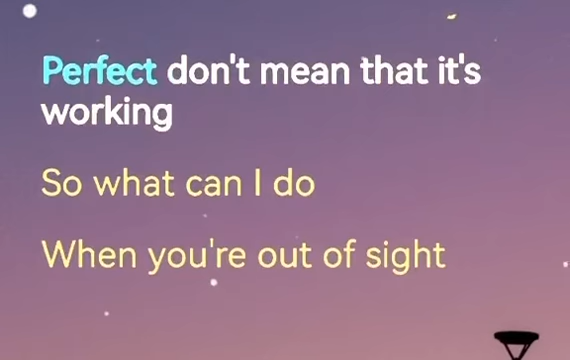 Perfect don't mean that it's
working
So what can I do
When you're out of sight